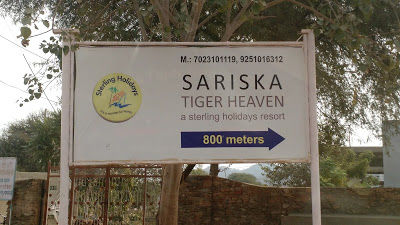 M.: 7023101119, 9251016312
Sterling Holidays
SARISKA
TIGER HEAVEN
a sterling holidays resort
800 meters